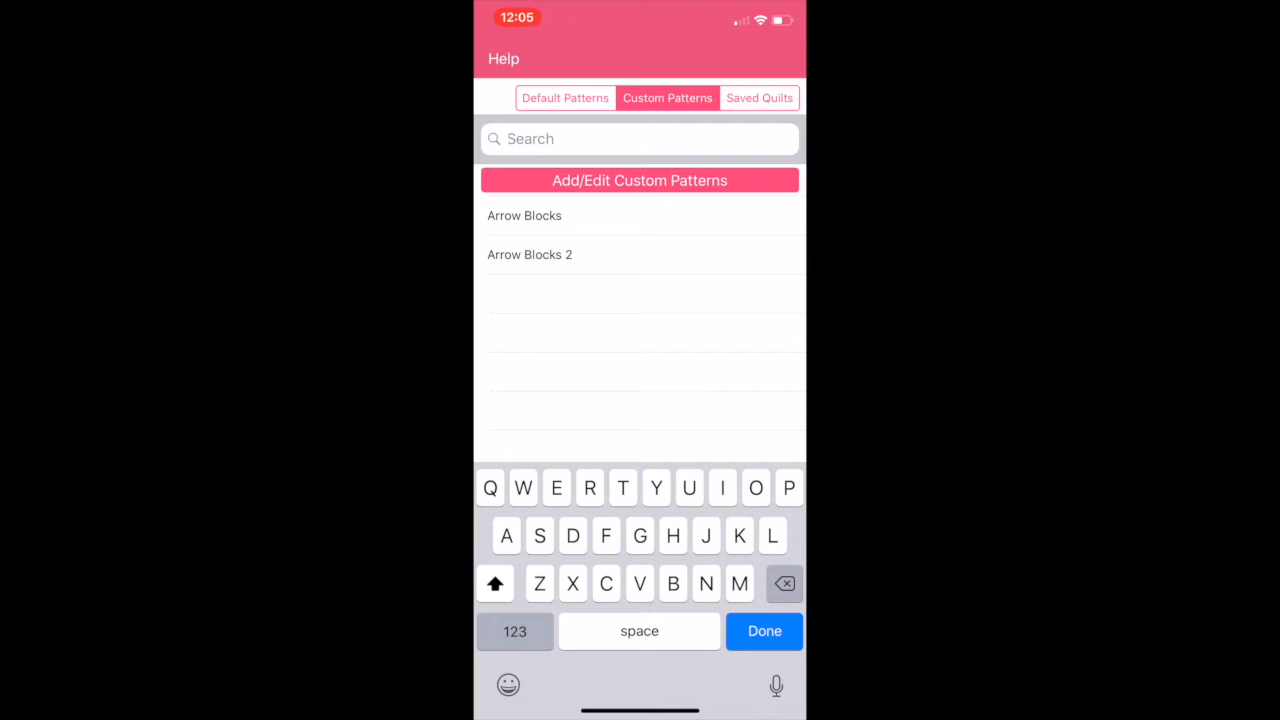 12:05
Help
Default Patterns Custom Patterns Saved Quilts
Search
Add/Edit Custom Patterns
Arrow Blocks
Arrow Blocks 2
Q W E R T Y U I O P
A S D F G H J K L
Z X C V B N M
123 space Done